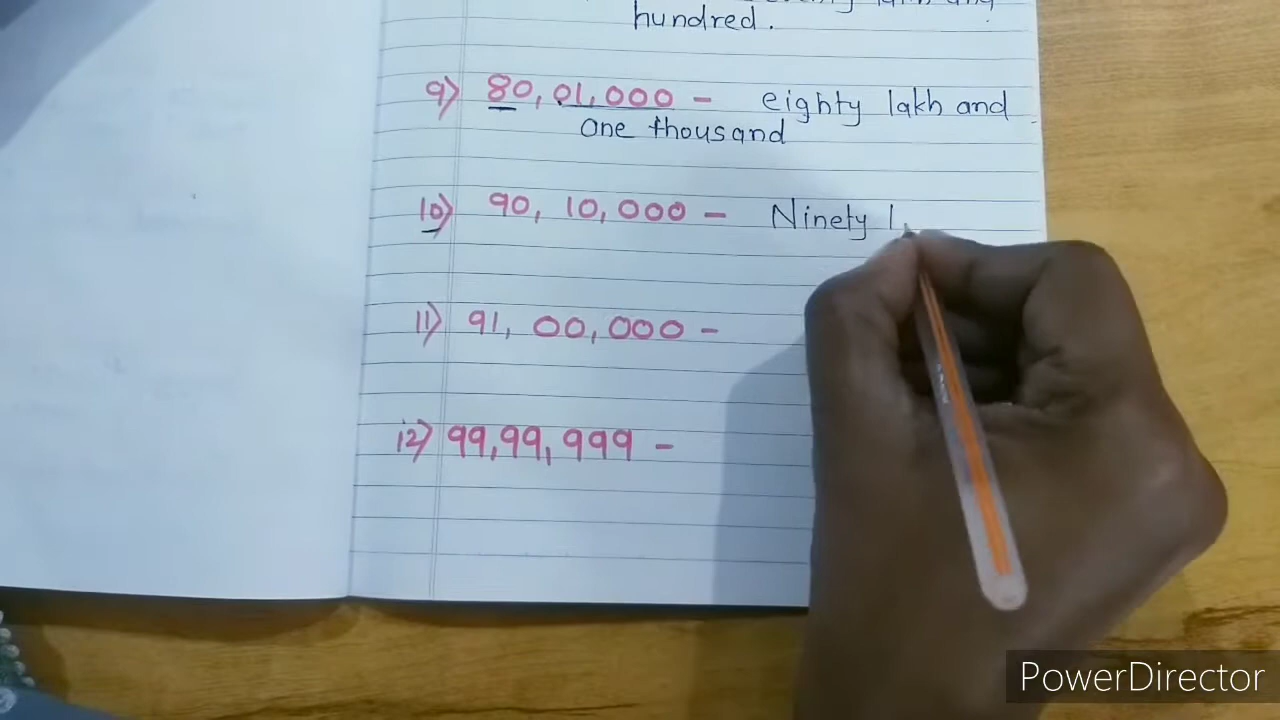 hundred.
9) 80,01,000 - eighty lakh and
one thousand
10) 90, 10,000 - Ninety l
11) 91, 00,000 -
12) 99,99,999 -
PowerDirector